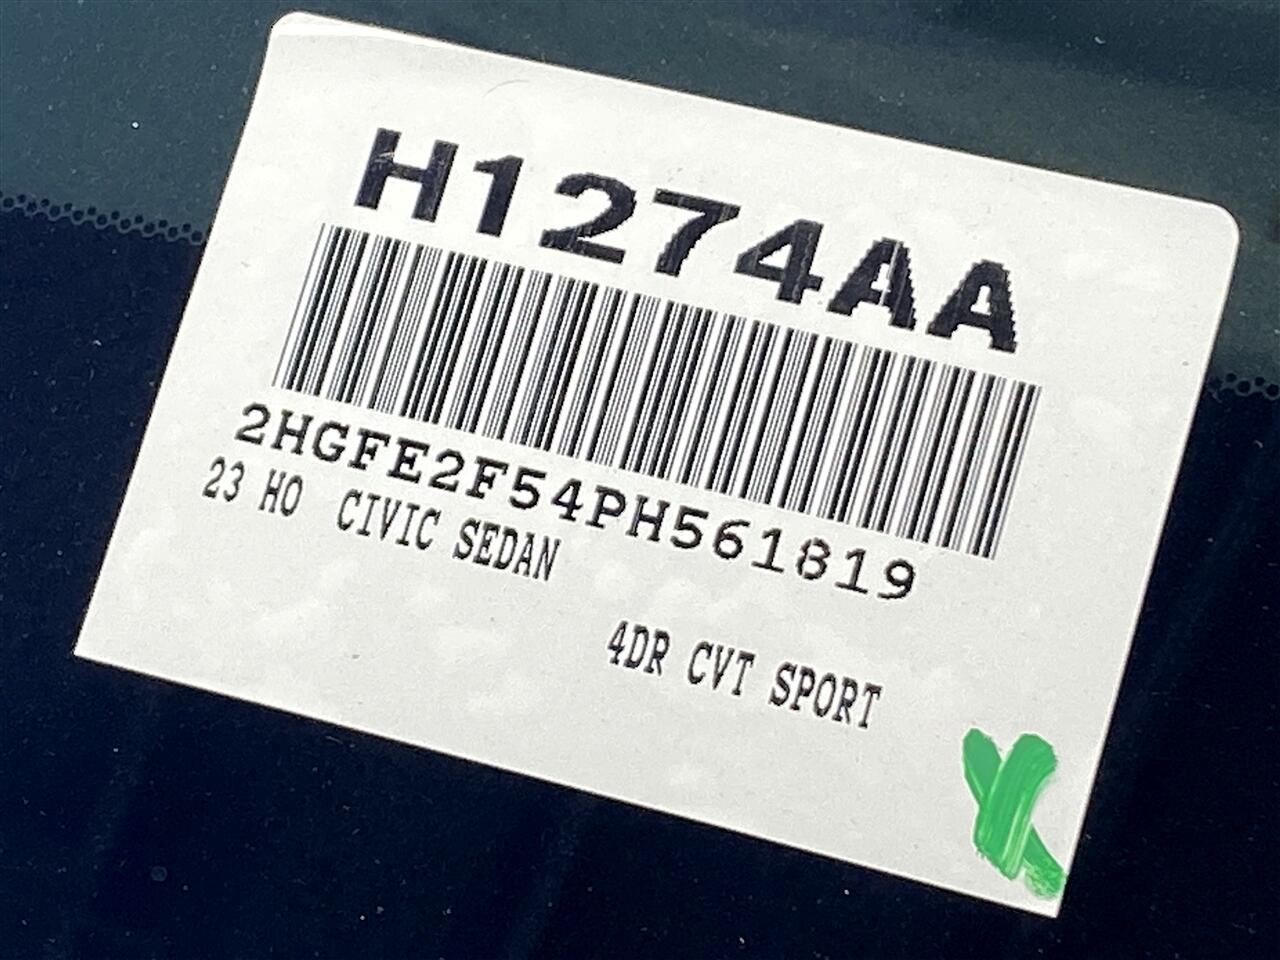 H1274AA
2HGFE2F54PH561819
23 HO CIVIC SEDAN
4DR CVT SPORT